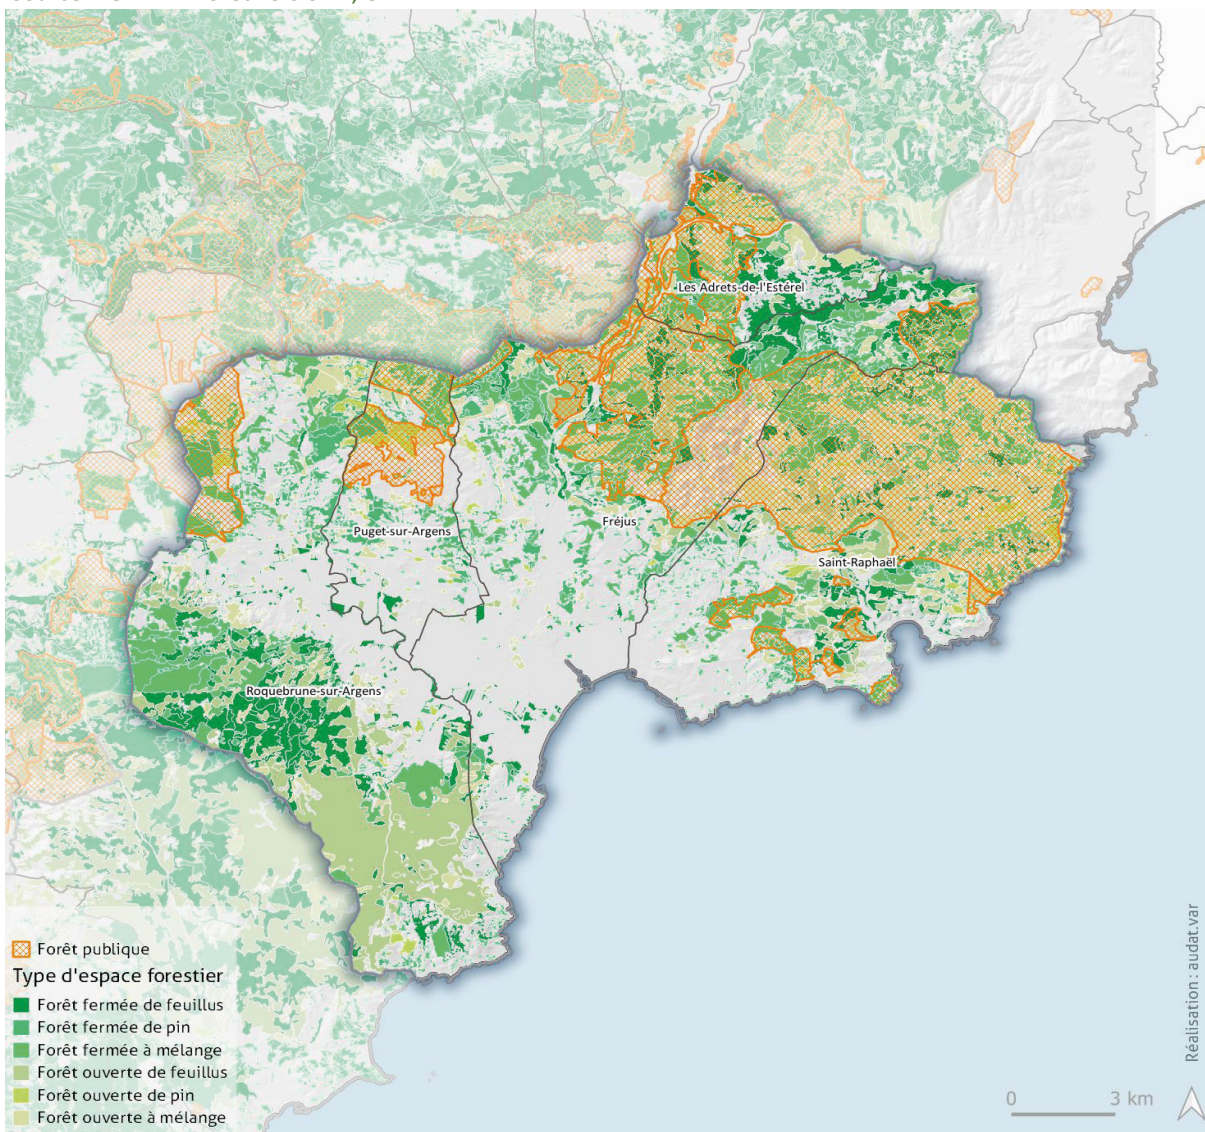 Les Adrets-de-l'Estérel
Puget-sur-Argens
Fréjus
Saint-Raphaël
Roquebrune-sur-Argens
Forêt publique
Type d'espace forestier
Forêt fermée de feuillus
Forêt fermée de pin
Forêt fermée à mélange
Forêt ouverte de feuillus
Forêt ouverte de pin
Forêt ouverte à mélange
0 3 km
Réalisation : audat.var